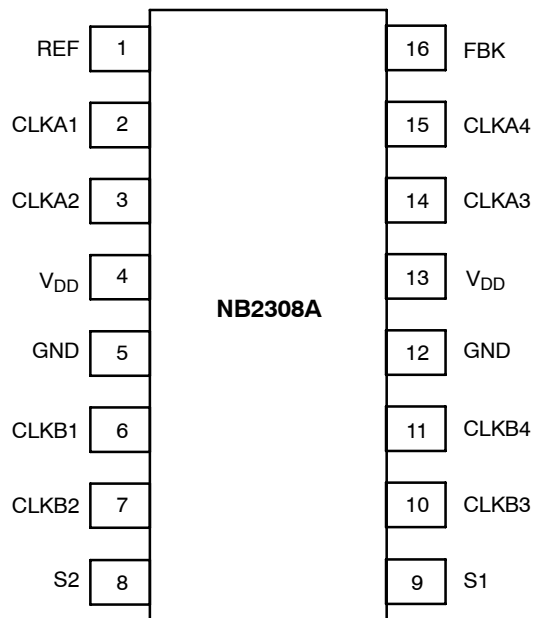 REF 1 16 FBK
CLKA1 2 15 CLKA4
CLKA2 3 14 CLKA3
VDD 4 13 VDD
NB2308A
GND 5 12 GND
CLKB1 6 11 CLKB4
CLKB2 7 10 CLKB3
S2 8 9 S1